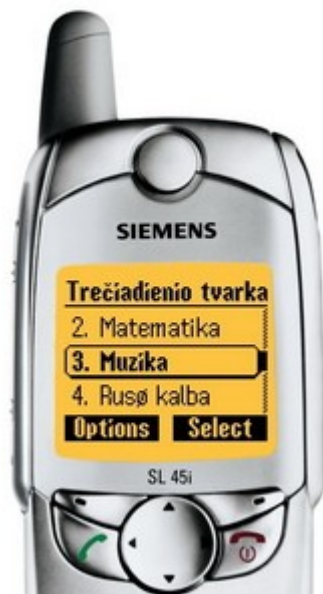 SIEMENS
Trečiadienio tvarka
2. Matematika
3. Muzika
4. Rusø kalba
Options Select
SL 45i